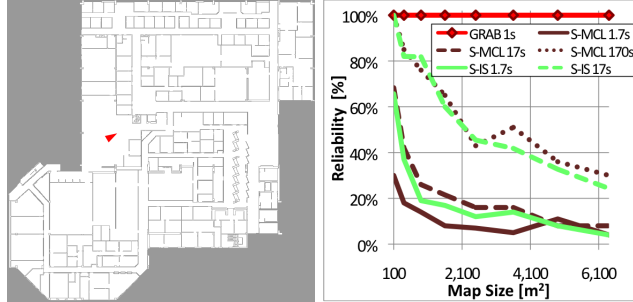 100%
80%
60%
40%
20%
0%
Reliability [%]
GRAB 1s
S-MCL 1.7s
S-MCL 17s
S-MCL 170s
S-IS 1.7s
S-IS 17s
100
2,100
4,100
6,100
Map Size [m²]